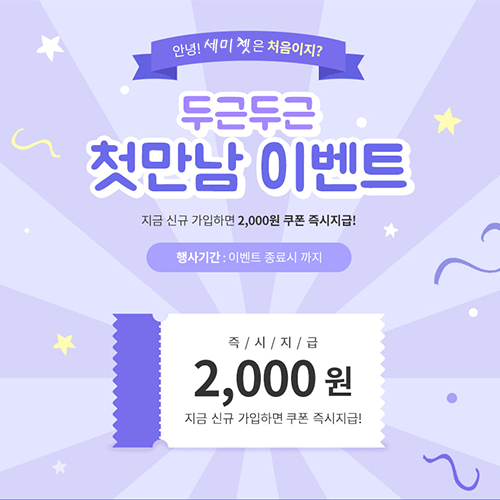 안녕! 세미 젯은 처음이지?
두근두근
첫만남 이벤트
지금 신규 가입하면 2,000원 쿠폰 즉시지급!
행사기간 : 이벤트 종료시 까지
즉 / 시 / 지 / 급
2,000 원
지금 신규 가입하면 쿠폰 즉시지급!